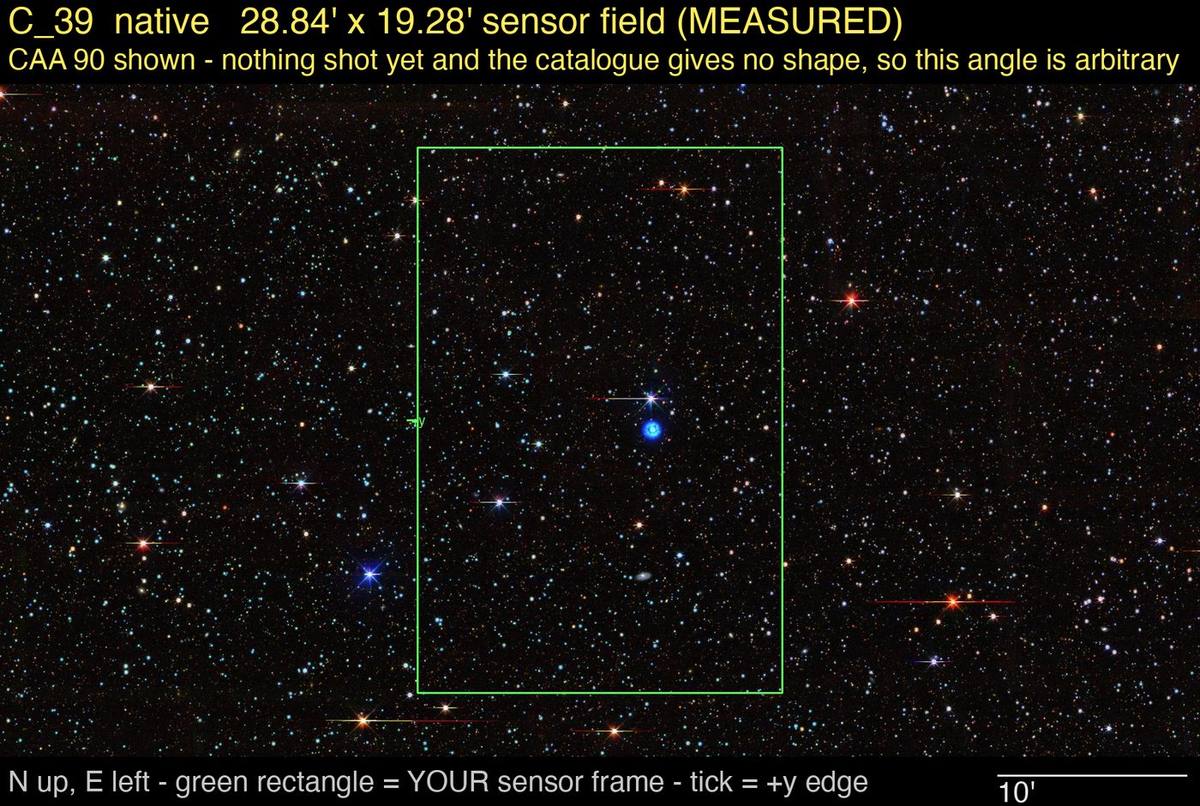 C_39 native 28.84' x 19.28' sensor field (MEASURED)
CAA 90 shown - nothing shot yet and the catalogue gives no shape, so this angle is arbitrary
+y
N up, E left - green rectangle = YOUR sensor frame - tick = +y edge
10'